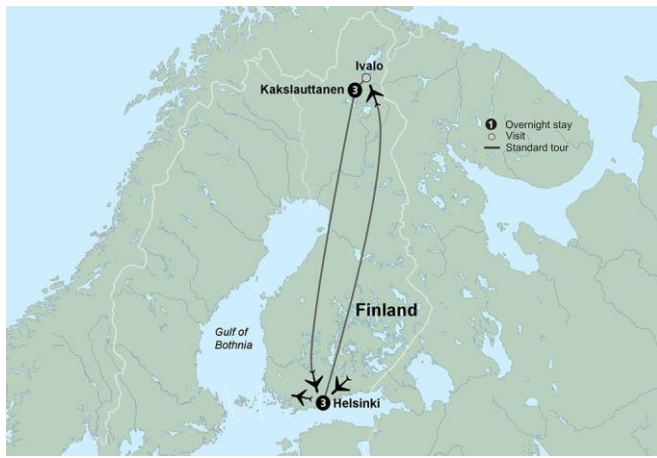 Ivalo
Kakslauttanen 3
1 Overnight stay
Visit
Standard tour
Finland
Gulf of
Bothnia
3 Helsinki